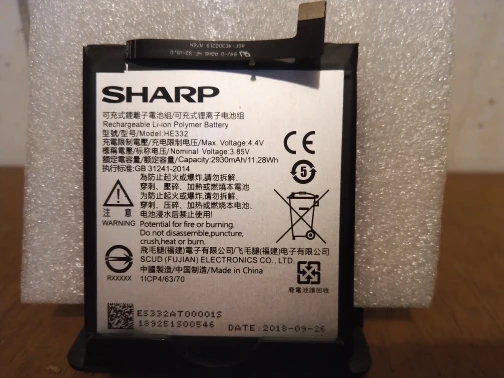 SHARP
可充式鋰離子電池組/可充式锂离子电池组
Rechargeable Li-ion Polymer Battery
型號/型号/Model:HE332
充電限制電壓/充电限制电压/Max. Voltage:4.4V
標稱電壓/标称电压/Nominal Voltage:3.85V
額定電容量/额定容量/Capacity:2930mAh/11.28Wh
执行标准:GB 31241-2014
為防止起火或爆炸,請勿拆解、
穿刺、壓碎、加熱或燃燒本電池
为防止起火或爆炸,请勿拆解、
穿刺、压碎、加热或燃烧本电池
电池浸水后禁止使用
注 意
WARNING
Potential for fire or burning.
Do not disassemble,puncture,
crush,heat or burn.
飛毛腿(福建)電子有限公司/飞毛腿(福建)电子有限公司
SCUD (FUJIAN) ELECTRONICS CO., LTD.
中國製造/中国制造/Made in China
RXXXXX
1ICP4/63/70
CE
5
廢電池請回收
ES332AT00001S
189251S00546
DATE:2018-09-26